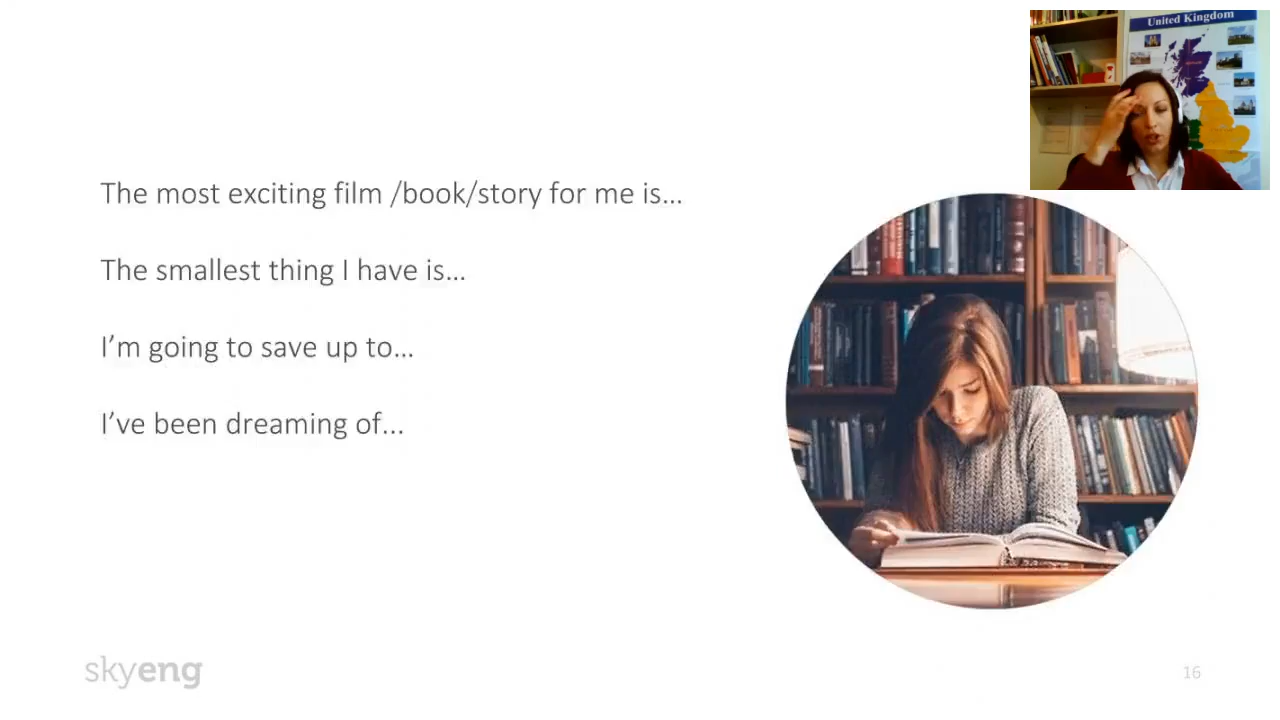 United Kingdom
The most exciting film /book/story for me is...
The smallest thing I have is...
I'm going to save up to...
I've been dreaming of...
skyeng
16